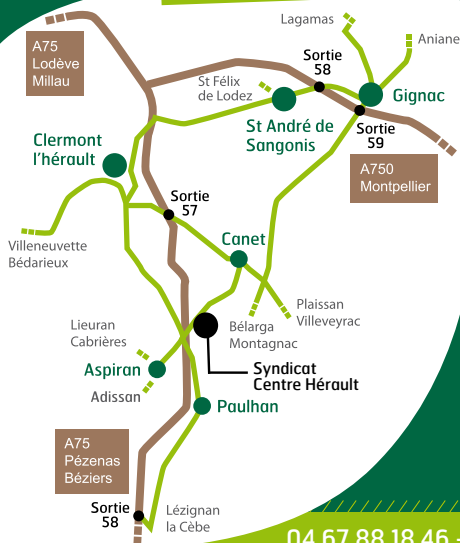 Lagamas
Aniane
A75
Lodève
Millau
Sortie
58
St Félix
de Lodez
Gignac
St André de
Sangonis
Sortie
59
Clermont
l'hérault
A750
Montpellier
Sortie
57
Villeneuvette
Bédarieux
Canet
Plaissan
Villeveyrac
Lieuran
Cabrières
Bélarga
Montagnac
Aspiran
Syndicat
Centre Hérault
Adissan
Paulhan
A75
Pézenas
Béziers
Sortie
58
Lézignan
la Cèbe
04 67 88 18 46 -